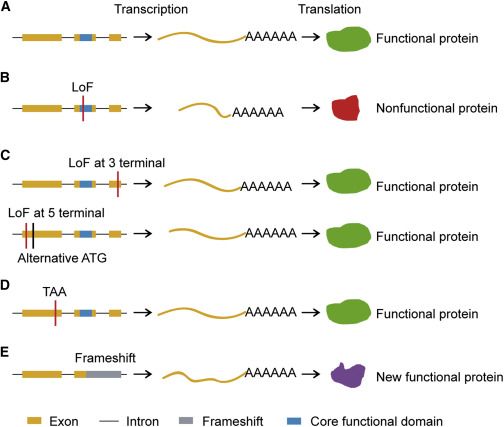 A Transcription Translation
AAAAAA Functional protein
B
LoF
AAAAAA Nonfunctional protein
C
LoF at 3 terminal
AAAAAA Functional protein
LoF at 5 terminal
AAAAAA Functional protein
Alternative ATG
D
TAA
AAAAAA Functional protein
E
Frameshift
AAAAAA New functional protein
Exon Intron Frameshift Core functional domain